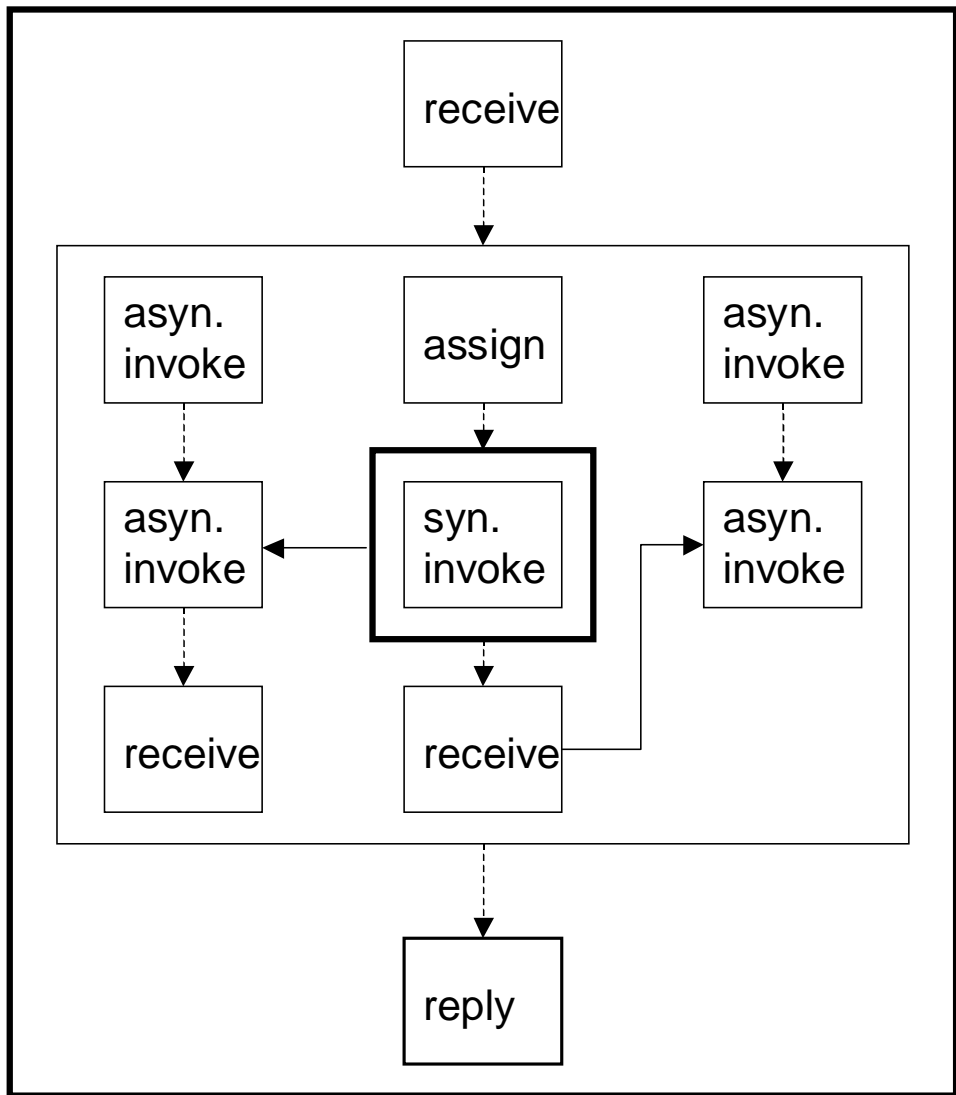 receive
asyn.
invoke
assign
asyn.
invoke
asyn.
invoke
syn.
invoke
asyn.
invoke
receive
receive
reply